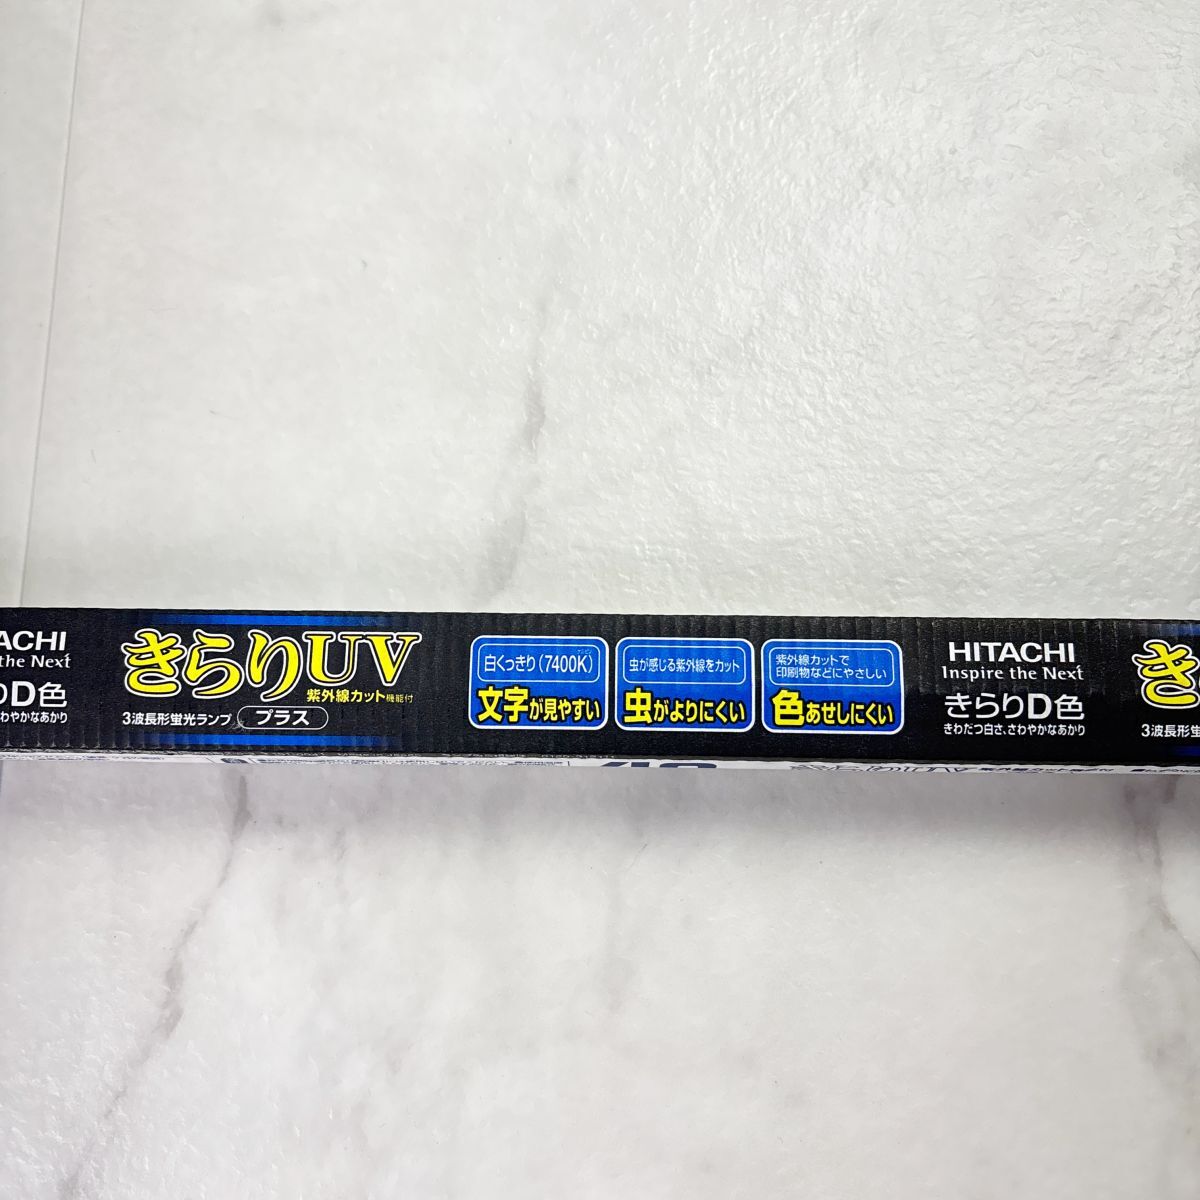 ACHI
the Next
りD色
わやかなあかり
きらりUV
紫外線カット機能付
3波長形蛍光ランプ プラス
白くっきり(7400K)
文字が見やすい
虫が感じる紫外線をカット
虫がよりにくい
紫外線カットで
印刷物などにやさしい
色あせしにくい
HITACHI
Inspire the Next
きらりD色
きわだつ白さ、さわやかなあかり
き
3波長形蛍